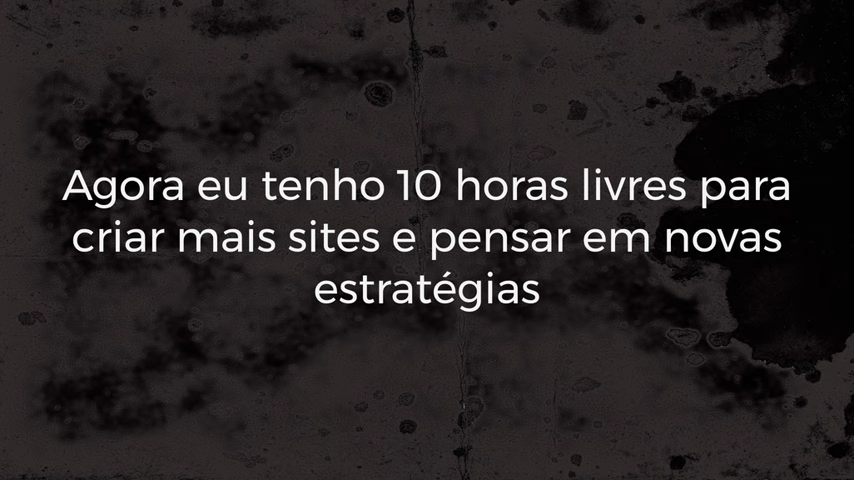 Agora eu tenho 10 horas livres para
criar mais sites e pensar em novas
estratégias